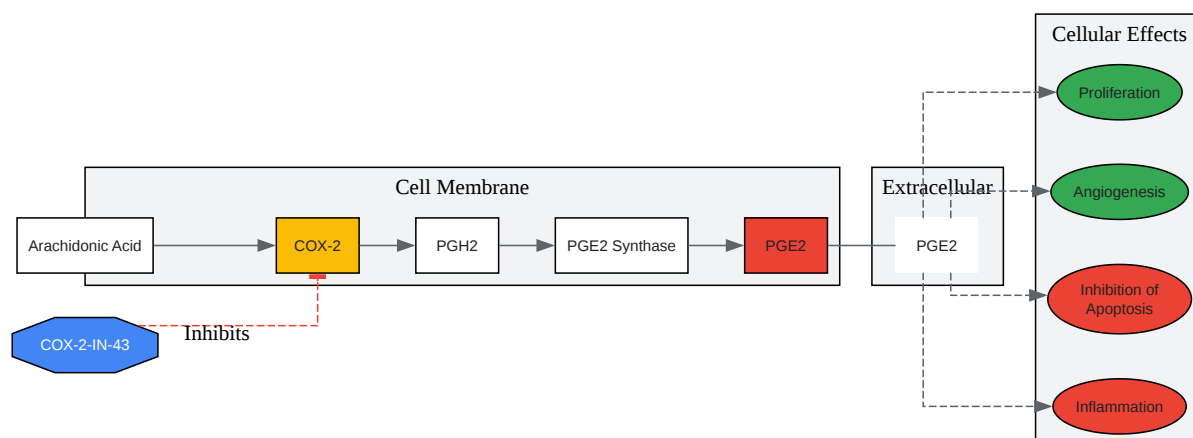 Cellular Effects
Proliferation
Cell Membrane
Extracellular
Angiogenesis
Arachidonic Acid
COX-2
PGH2
PGE2 Synthase
PGE2
PGE2
Inhibition of
Apoptosis
COX-2-IN-43
Inhibits
Inflammation